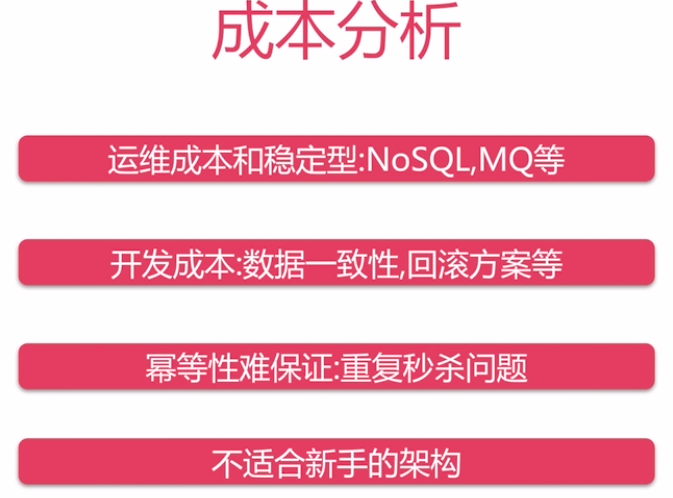 成本分析
运维成本和稳定型:NoSQL,MQ等
开发成本:数据一致性,回滚方案等
幂等性难保证:重复秒杀问题
不适合新手的架构